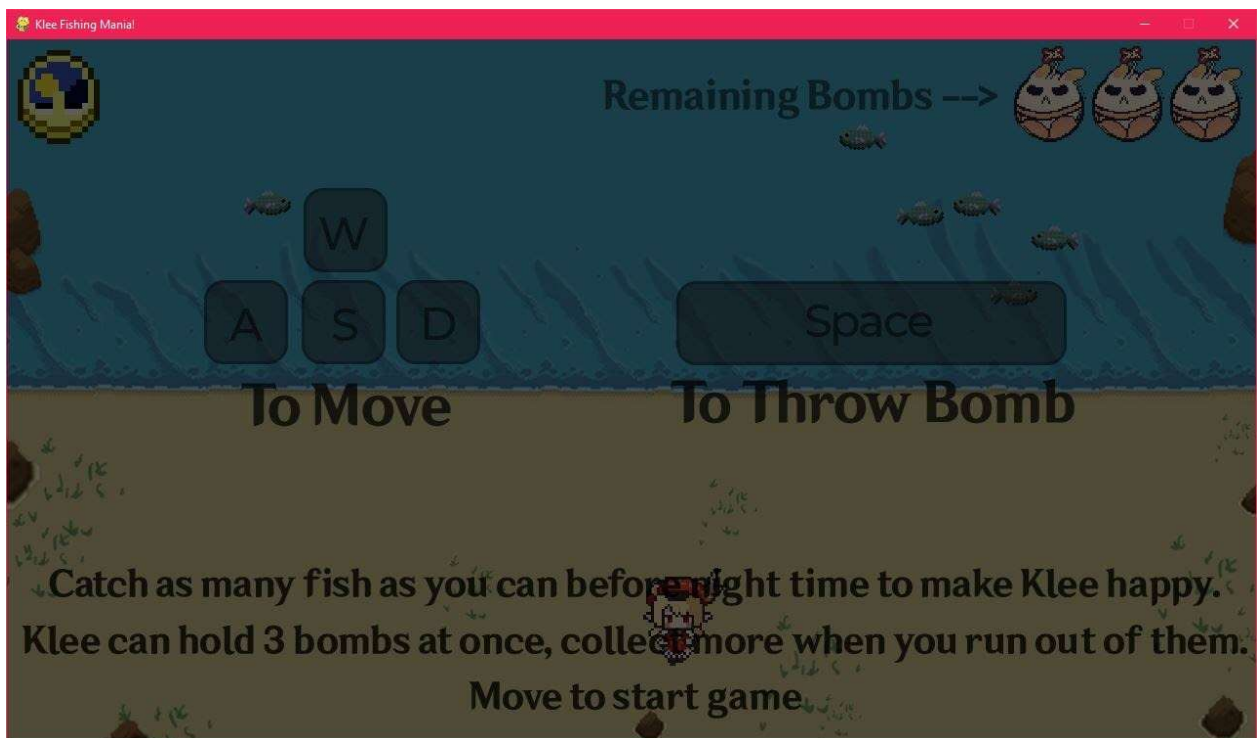 Klee Fishing Mania!
Remaining Bombs -->
W
A S D
Space
To Move
To Throw Bomb
Catch as many fish as you can before night time to make Klee happy.
Klee can hold 3 bombs at once, collect more when you run out of them.
Move to start game